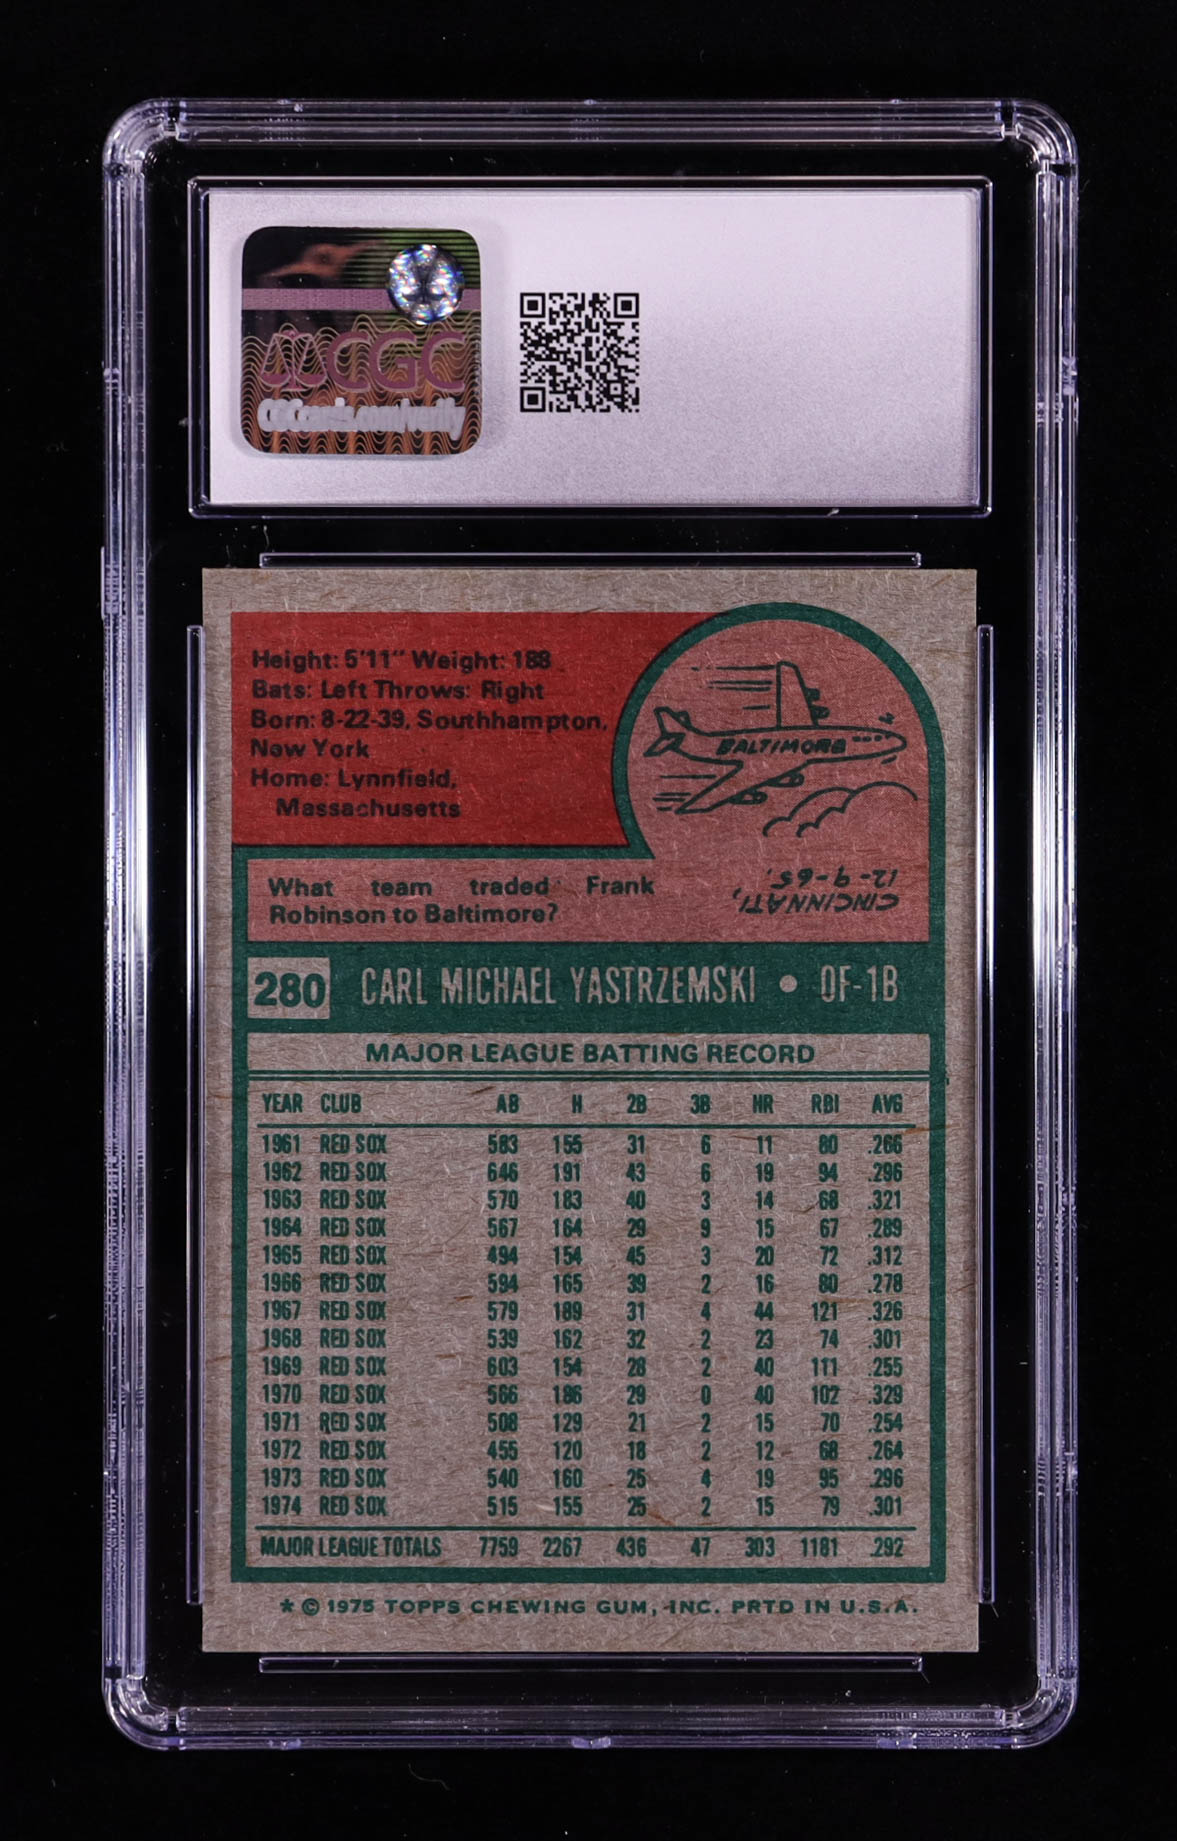 CGC
CGCcards.com/verify
Height: 5'11" Weight: 188
Bats: Left Throws: Right
Born: 8-22-39, Southhampton,
New York
Home: Lynnfield,
Massachusetts
BALTIMORE
What team traded Frank
Robinson to Baltimore?
CINCINNATI,
12-9-65.
280 CARL MICHAEL YASTRZEMSKI • OF-1B
MAJOR LEAGUE BATTING RECORD
YEAR CLUB AB H 2B 3B HR RBI AVG
1961 RED SOX 583 155 31 6 11 80 .266
1962 RED SOX 646 191 43 6 19 94 .296
1963 RED SOX 570 183 40 3 14 68 .321
1964 RED SOX 567 164 29 9 15 67 .289
1965 RED SOX 494 154 45 3 20 72 .312
1966 RED SOX 594 165 39 2 16 80 .278
1967 RED SOX 579 189 31 4 44 121 .326
1968 RED SOX 539 162 32 2 23 74 .301
1969 RED SOX 603 154 28 2 40 111 .255
1970 RED SOX 566 186 29 0 40 102 .329
1971 RED SOX 508 129 21 2 15 70 .254
1972 RED SOX 455 120 18 2 12 68 .264
1973 RED SOX 540 160 25 4 19 95 .296
1974 RED SOX 515 155 25 2 15 79 .301
MAJOR LEAGUE TOTALS 7759 2267 436 47 303 1181 .292
* © 1975 TOPPS CHEWING GUM, INC. PRTD IN U.S.A.